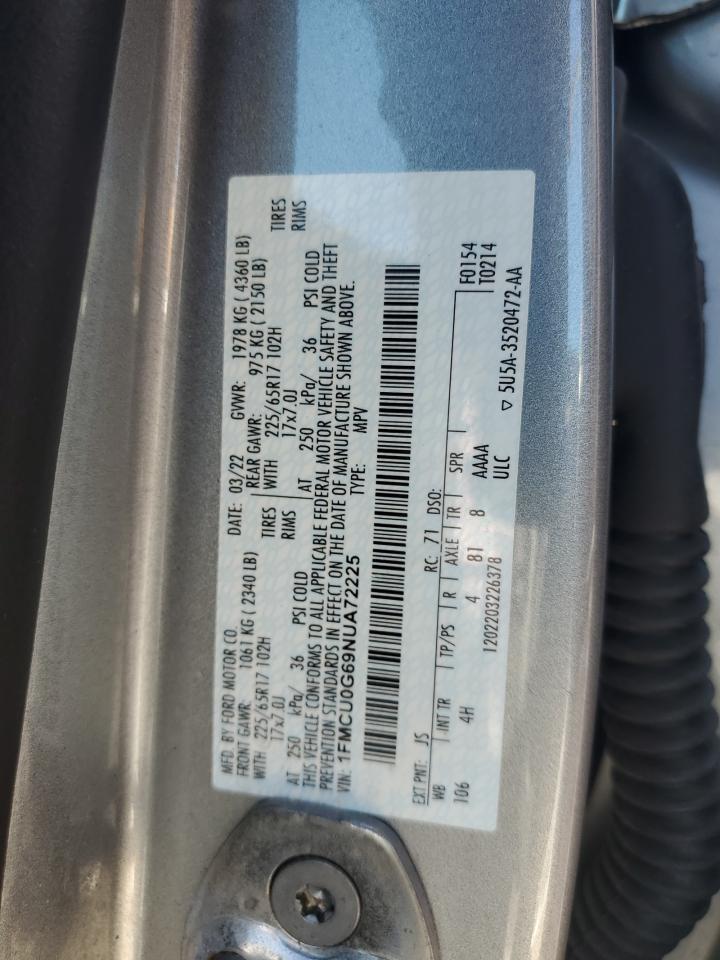 MFD. BY FORD MOTOR CO. DATE: 03/22 GVWR: 1978 KG ( 4360 LB)
FRONT GAWR: 1061 KG ( 2340 LB) REAR GAWR: 975 KG ( 2150 LB)
WITH 225/65R17 102H TIRES WITH 225/65R17 102H TIRES
17x7.0J RIMS 17x7.0J RIMS
AT 250 kPa/ 36 PSI COLD AT 250 kPa/ 36 PSI COLD
THIS VEHICLE CONFORMS TO ALL APPLICABLE FEDERAL MOTOR VEHICLE SAFETY AND THEFT
PREVENTION STANDARDS IN EFFECT ON THE DATE OF MANUFACTURE SHOWN ABOVE.
VIN: 1FMCU0G69NUA72225 TYPE: MPV
EXT PNT: JS RC: 71 DSO: F0154
WB INT TR TP/PS R AXLE TR SPR T0214
106 4H 4 81 8 AAAA
1202203226378 ULC ▽ 5U5A-3520472-AA